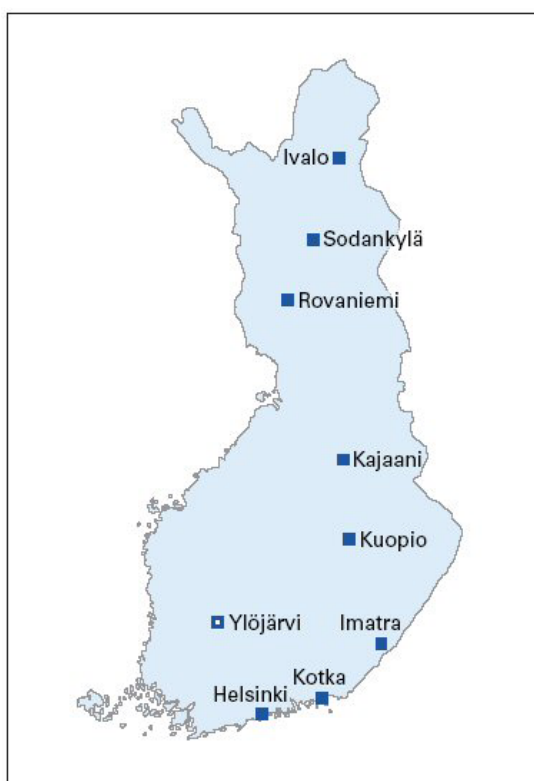 Ivalo
Sodankylä
Rovaniemi
Kajaani
Kuopio
Ylöjärvi
Imatra
Kotka
Helsinki